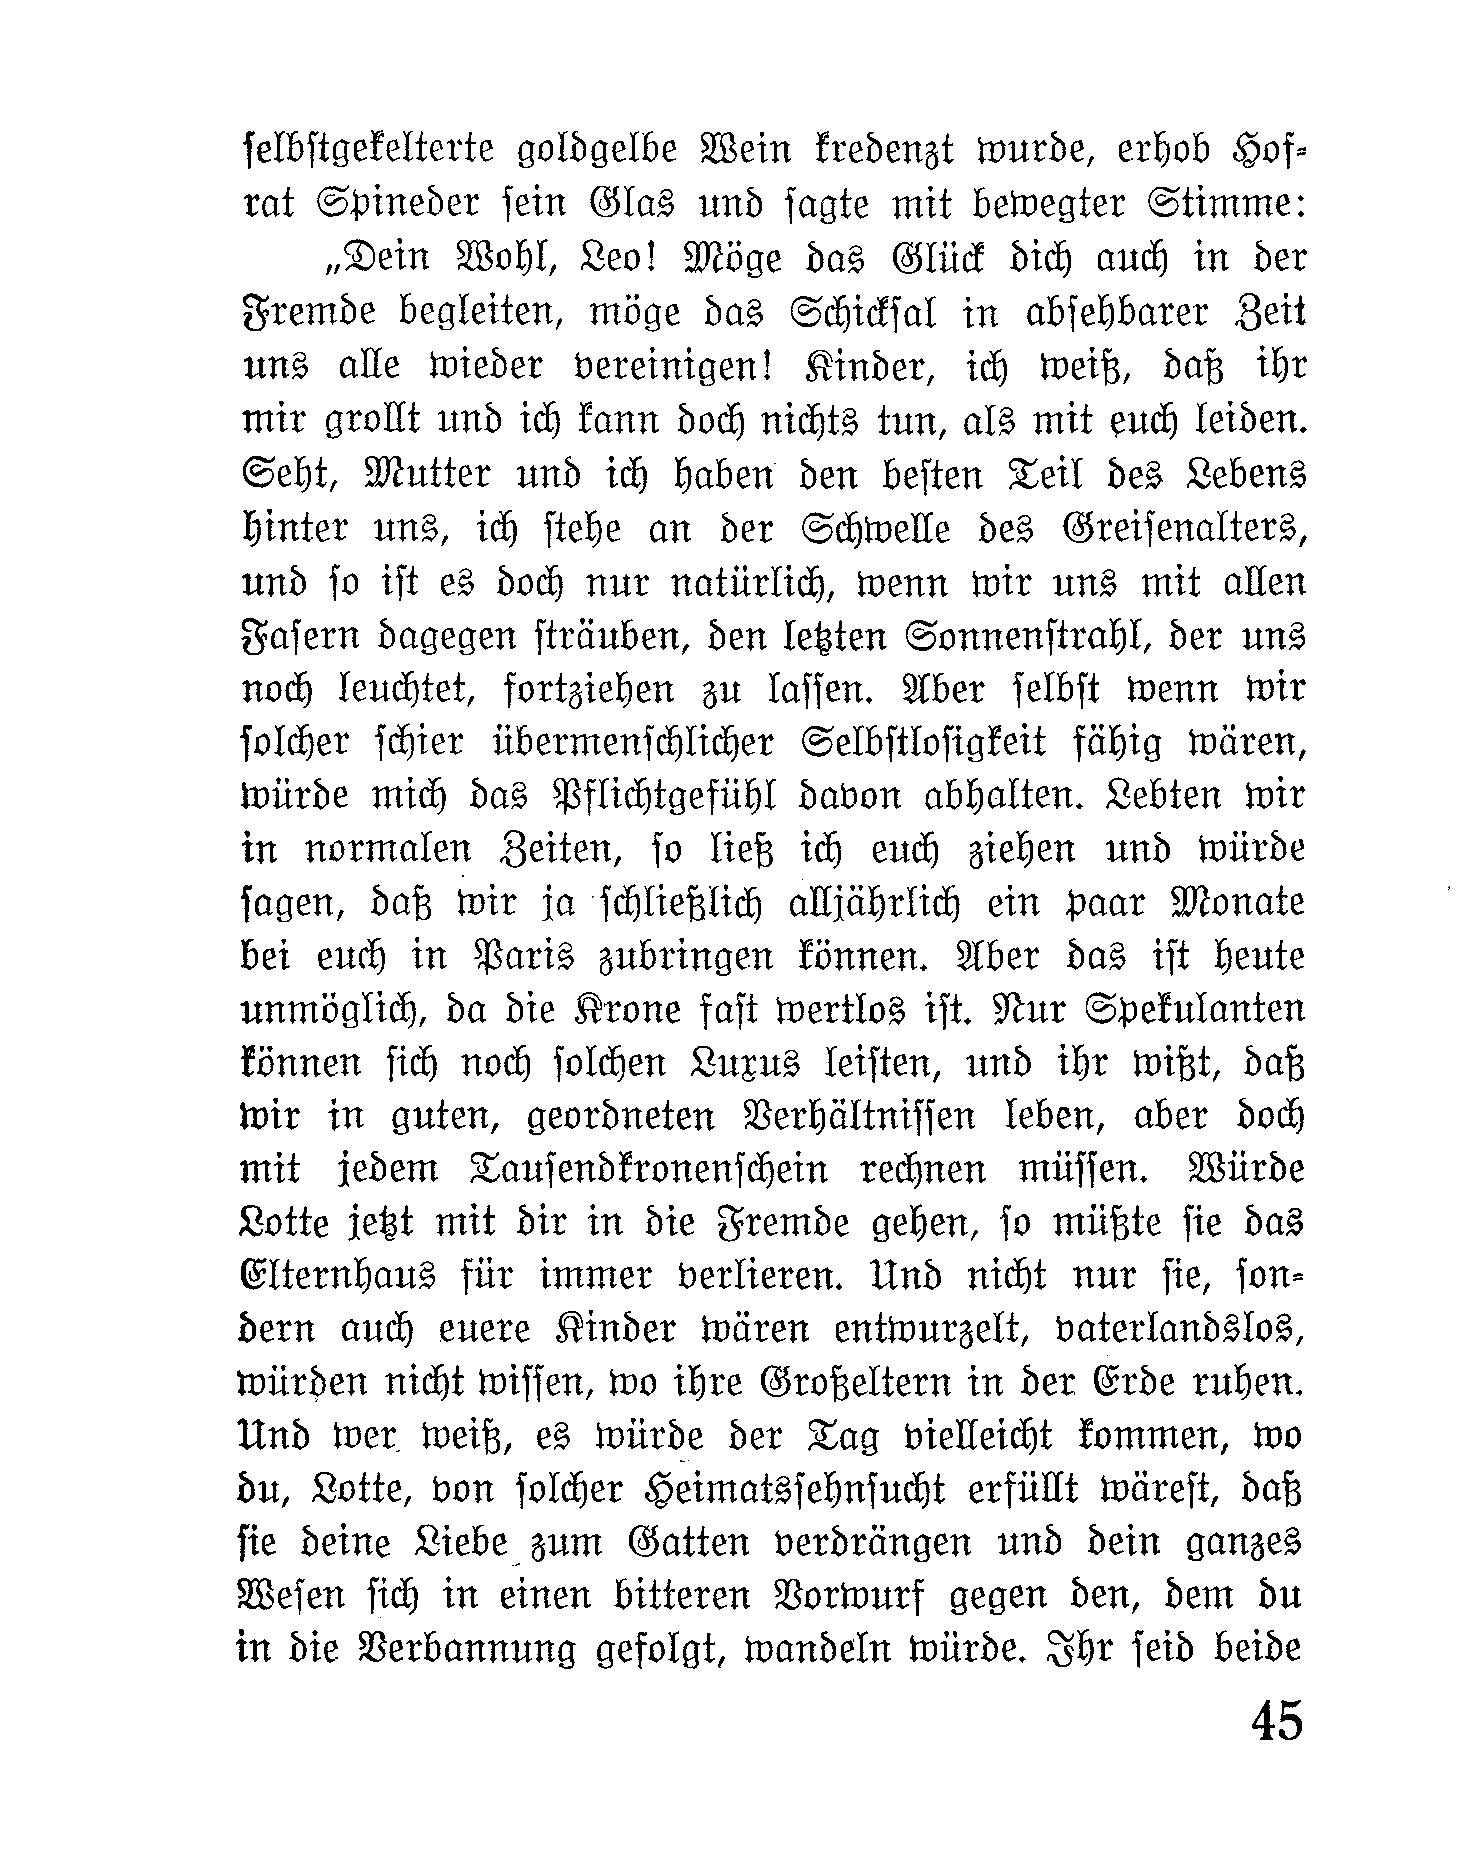 selbstgekelterte goldgelbe Wein kredenzt wurde, erhob Hof-
rat Spineder sein Glas und sagte mit bewegter Stimme:
„Dein Wohl, Leo! Möge das Glück dich auch in der
Fremde begleiten, möge das Schicksal in absehbarer Zeit
uns alle wieder vereinigen! Kinder, ich weiß, daß ihr
mir grollt und ich kann doch nichts tun, als mit euch leiden.
Seht, Mutter und ich haben den besten Teil des Lebens
hinter uns, ich stehe an der Schwelle des Greisenalters,
und so ist es doch nur natürlich, wenn wir uns mit allen
Fasern dagegen sträuben, den letzten Sonnenstrahl, der uns
noch leuchtet, fortziehen zu lassen. Aber selbst wenn wir
solcher schier übermenschlicher Selbstlosigkeit fähig wären,
würde mich das Pflichtgefühl davon abhalten. Lebten wir
in normalen Zeiten, so ließ ich euch ziehen und würde
sagen, daß wir ja schließlich alljährlich ein paar Monate
bei euch in Paris zubringen können. Aber das ist heute
unmöglich, da die Krone fast wertlos ist. Nur Spekulanten
können sich noch solchen Luxus leisten, und ihr wißt, daß
wir in guten, geordneten Verhältnissen leben, aber doch
mit jedem Tausendkronenschein rechnen müssen. Würde
Lotte jetzt mit dir in die Fremde gehen, so müßte sie das
Elternhaus für immer verlieren. Und nicht nur sie, son-
dern auch euere Kinder wären entwurzelt, vaterlandslos,
würden nicht wissen, wo ihre Großeltern in der Erde ruhen.
Und wer weiß, es würde der Tag vielleicht kommen, wo
du, Lotte, von solcher Heimatssehnsucht erfüllt wärest, daß
sie deine Liebe zum Gatten verdrängen und dein ganzes
Wesen sich in einen bitteren Vorwurf gegen den, dem du
in die Verbannung gefolgt, wandeln würde. Ihr seid beide
45